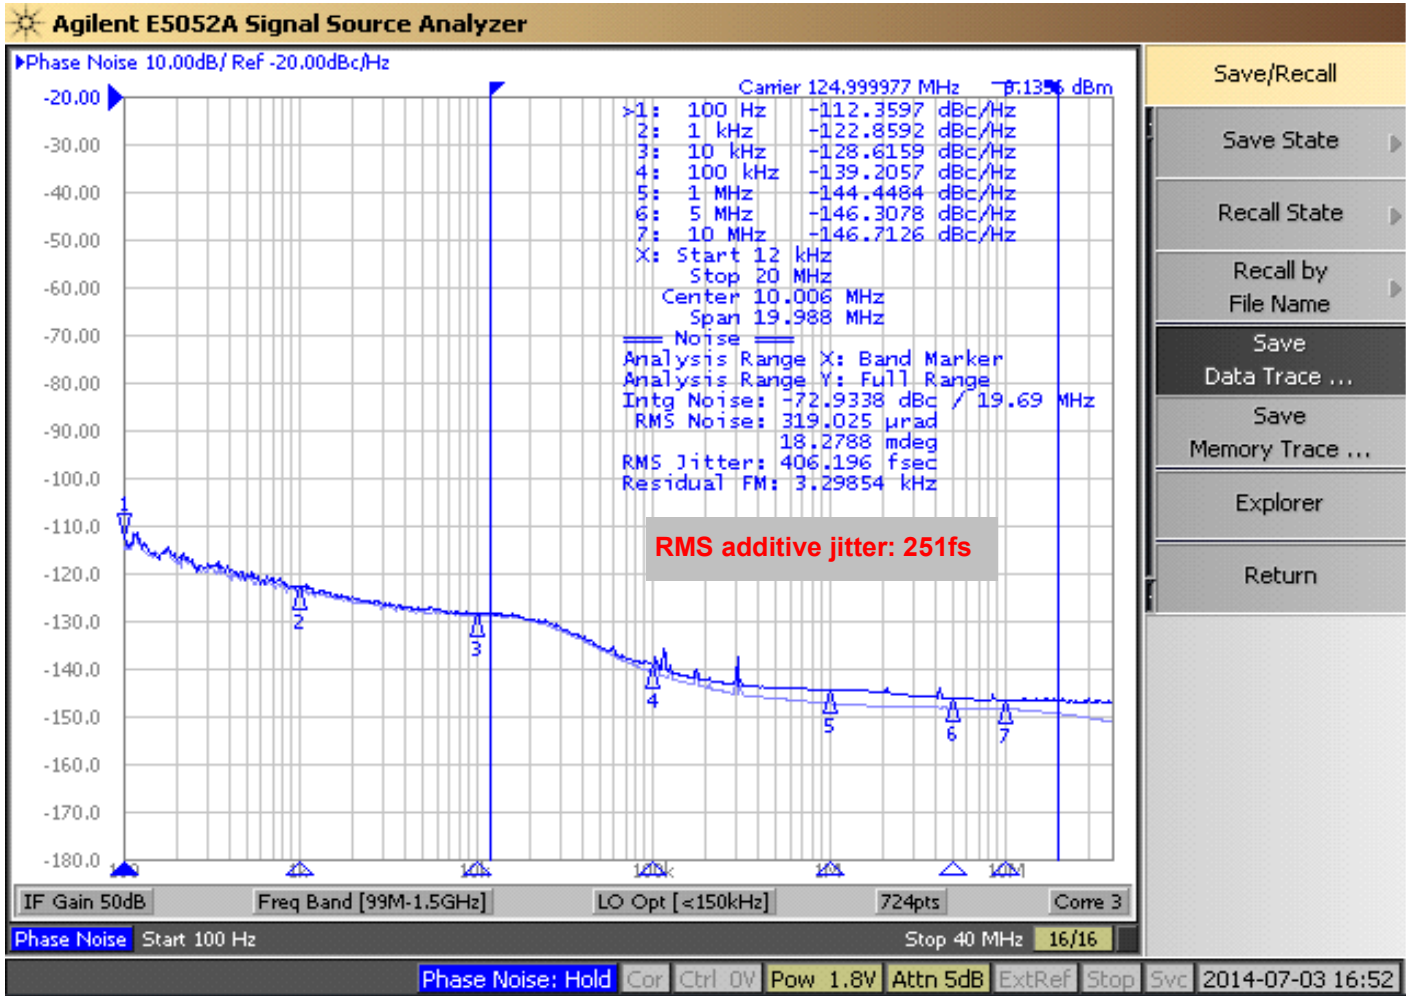 Agilent E5052A Signal Source Analyzer
▶Phase Noise 10.00dB/ Ref -20.00dBc/Hz
Carrier 124.999977 MHz dBm
-20.00
-30.00
-40.00
-50.00
-60.00
-70.00
-80.00
-90.00
-100.0
-110.0
-120.0
-130.0
-140.0
-150.0
-160.0
-170.0
-180.0
>1: 100 Hz -112.3597 dBc/Hz
2: 1 kHz -122.8592 dBc/Hz
3: 10 kHz -128.6159 dBc/Hz
4: 100 kHz -139.2057 dBc/Hz
5: 1 MHz -144.4484 dBc/Hz
6: 5 MHz -146.3078 dBc/Hz
7: 10 MHz -146.7126 dBc/Hz
X: Start 12 kHz
Stop 20 MHz
Center 10.006 MHz
Span 19.988 MHz
=== Noise ===
Analysis Range X: Band Marker
Analysis Range Y: Full Range
Intg Noise: -72.9338 dBc / 19.69 MHz
RMS Noise: 319.025 µrad
18.2788 mdeg
RMS Jitter: 406.196 fsec
Residual FM: 3.29854 kHz
RMS additive jitter: 251fs
1
2
3
4
5
6
7
IF Gain 50dB
Freq Band [99M-1.5GHz]
LO Opt [<150kHz]
724pts
Corre 3
Phase Noise Start 100 Hz
Stop 40 MHz 16/16
Phase Noise: Hold Cor Ctrl 0V Pow 1.8V Attn 5dB ExtRef Stop Svc 2014-07-03 16:52
Save/Recall
Save State
Recall State
Recall by
File Name
Save
Data Trace ...
Save
Memory Trace ...
Explorer
Return